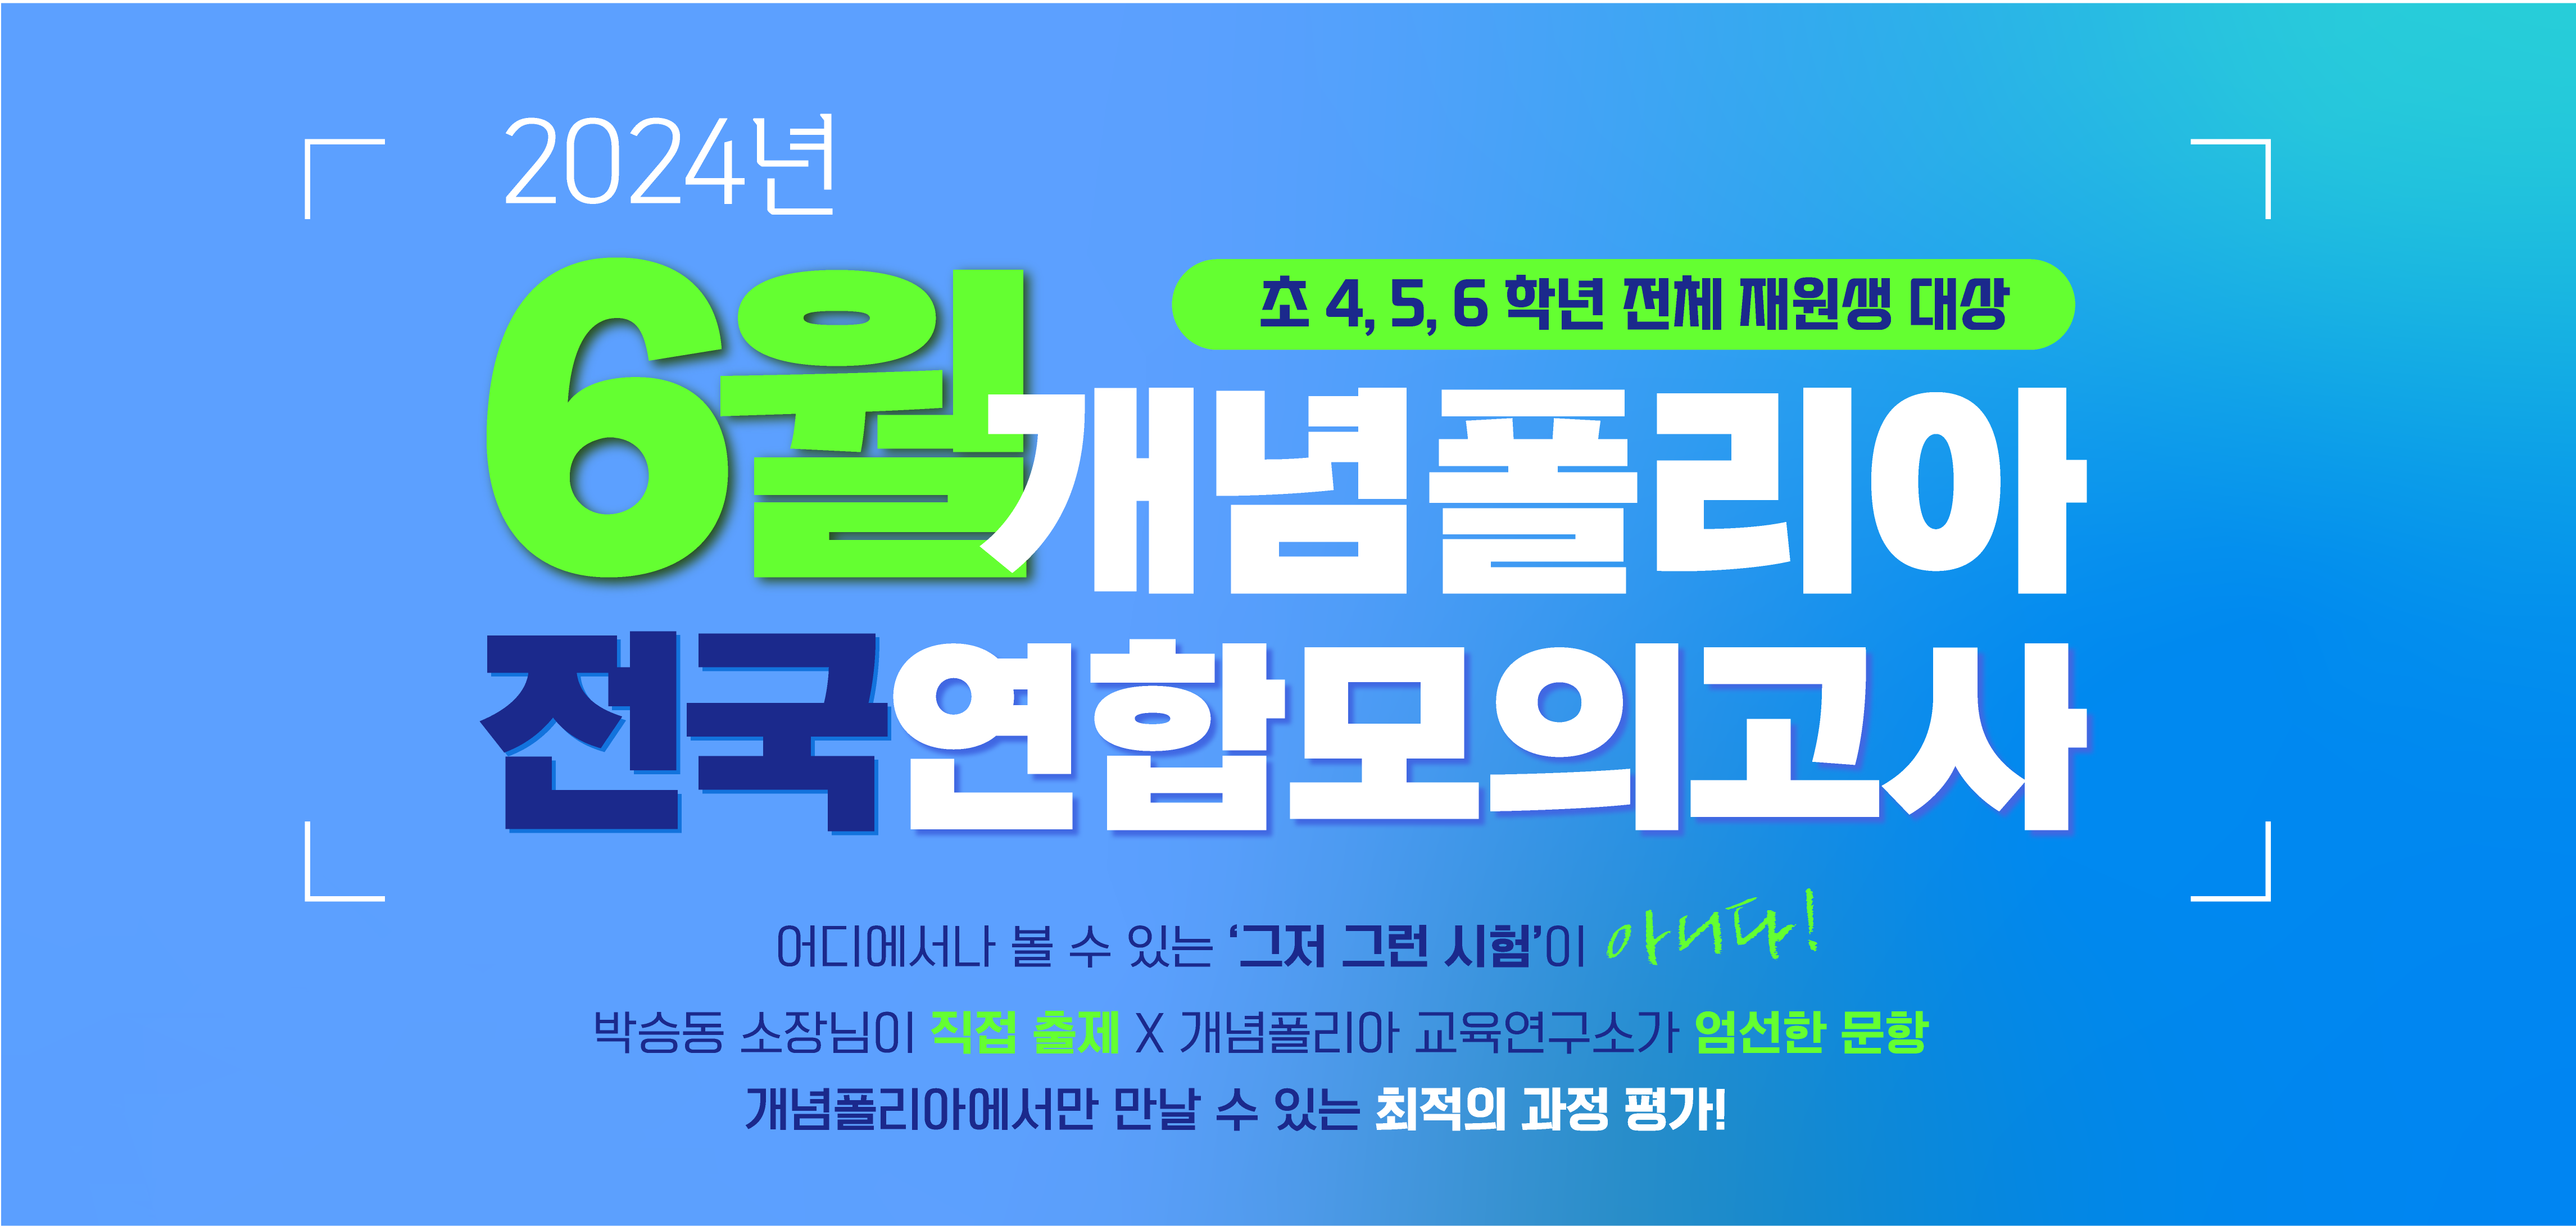 2024년
초 4, 5, 6 학년 전체 재원생 대상
6월 개념폴리아
전국연합모의고사
어디에서나 볼 수 있는 ‘그저 그런 시험’이 아니다!
박승동 소장님이 직접 출제 X 개념폴리아 교육연구소가 엄선한 문항
개념폴리아에서만 만날 수 있는 최적의 과정 평가!